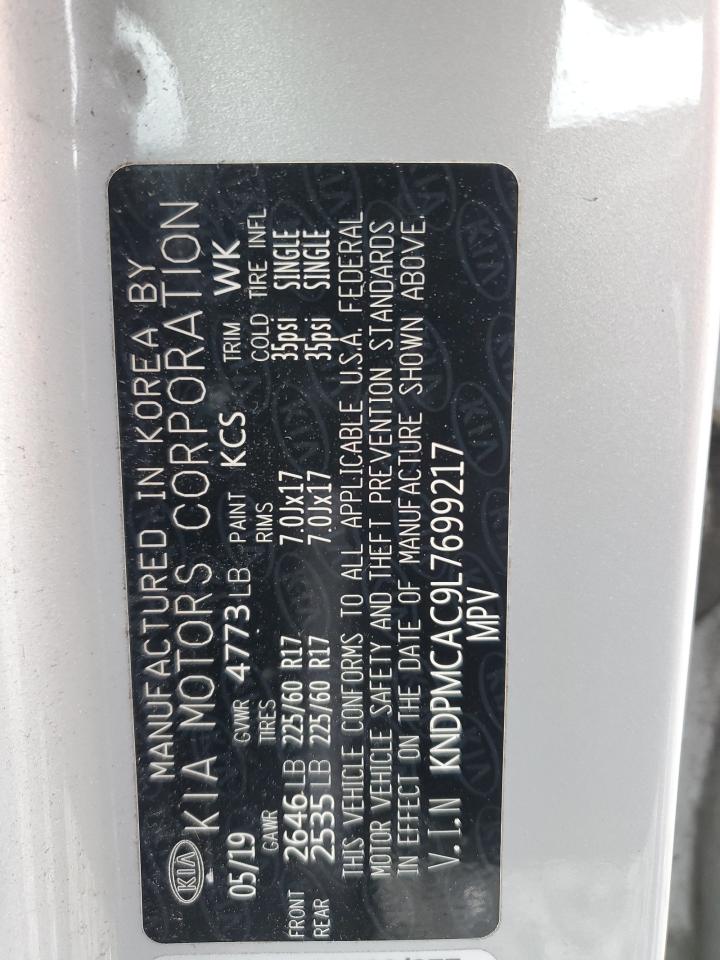 MANUFACTURED IN KOREA BY
KIA KIA MOTORS CORPORATION
05/19 GVWR 4773LB PAINT KCS TRIM WK
GAWR TIRES RIMS COLD TIRE INFL
FRONT 2646LB 225/60 R17 7.0Jx17 35psi SINGLE
REAR 2535LB 225/60 R17 7.0Jx17 35psi SINGLE
THIS VEHICLE CONFORMS TO ALL APPLICABLE U.S.A. FEDERAL
MOTOR VEHICLE SAFETY AND THEFT PREVENTION STANDARDS
IN EFFECT ON THE DATE OF MANUFACTURE SHOWN ABOVE.
V.I.N KNDPMCAC9L7699217
MPV